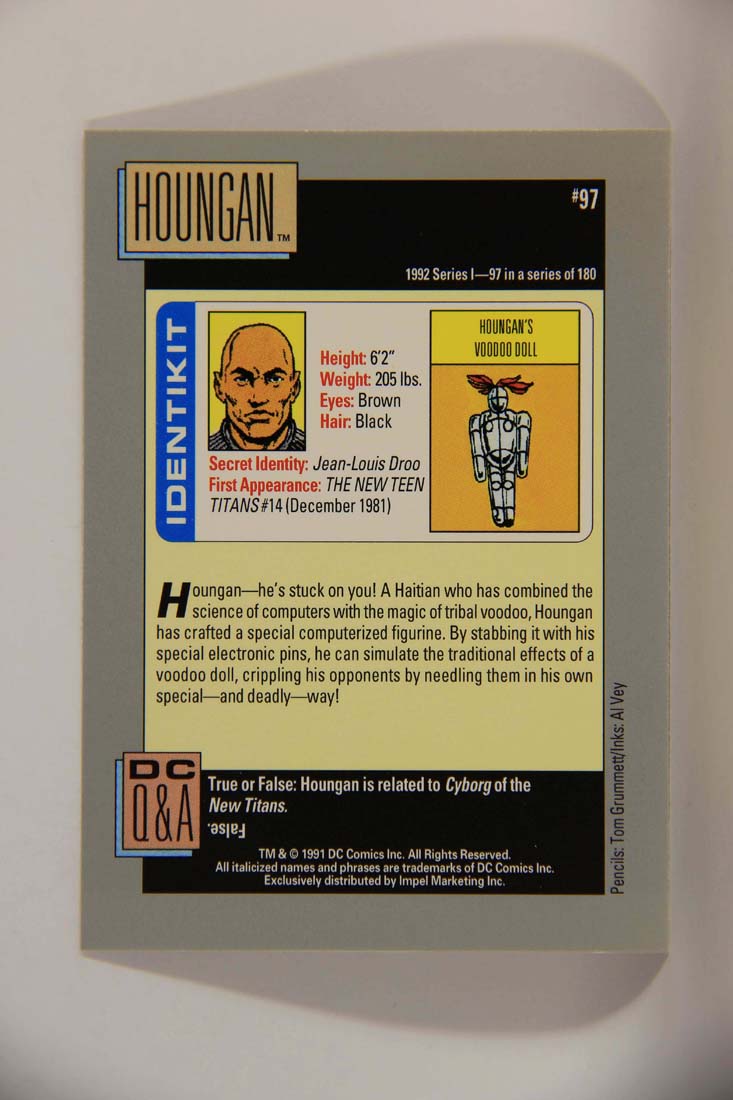 HOUNGAN™
#97
1992 Series I—97 in a series of 180
IDENTIKIT
Height: 6'2"
Weight: 205 lbs.
Eyes: Brown
Hair: Black
Secret Identity: Jean-Louis Droo
First Appearance: THE NEW TEEN
TITANS #14 (December 1981)
HOUNGAN'S
VOODOO DOLL
Houngan—he's stuck on you! A Haitian who has combined the
science of computers with the magic of tribal voodoo, Houngan
has crafted a special computerized figurine. By stabbing it with his
special electronic pins, he can simulate the traditional effects of a
voodoo doll, crippling his opponents by needling them in his own
special—and deadly—way!
DC
Q&A
True or False: Houngan is related to Cyborg of the
New Titans.
False.
TM & © 1991 DC Comics Inc. All Rights Reserved.
All italicized names and phrases are trademarks of DC Comics Inc.
Exclusively distributed by Impel Marketing Inc.
Pencils: Tom Grummett/Inks: Al Vey